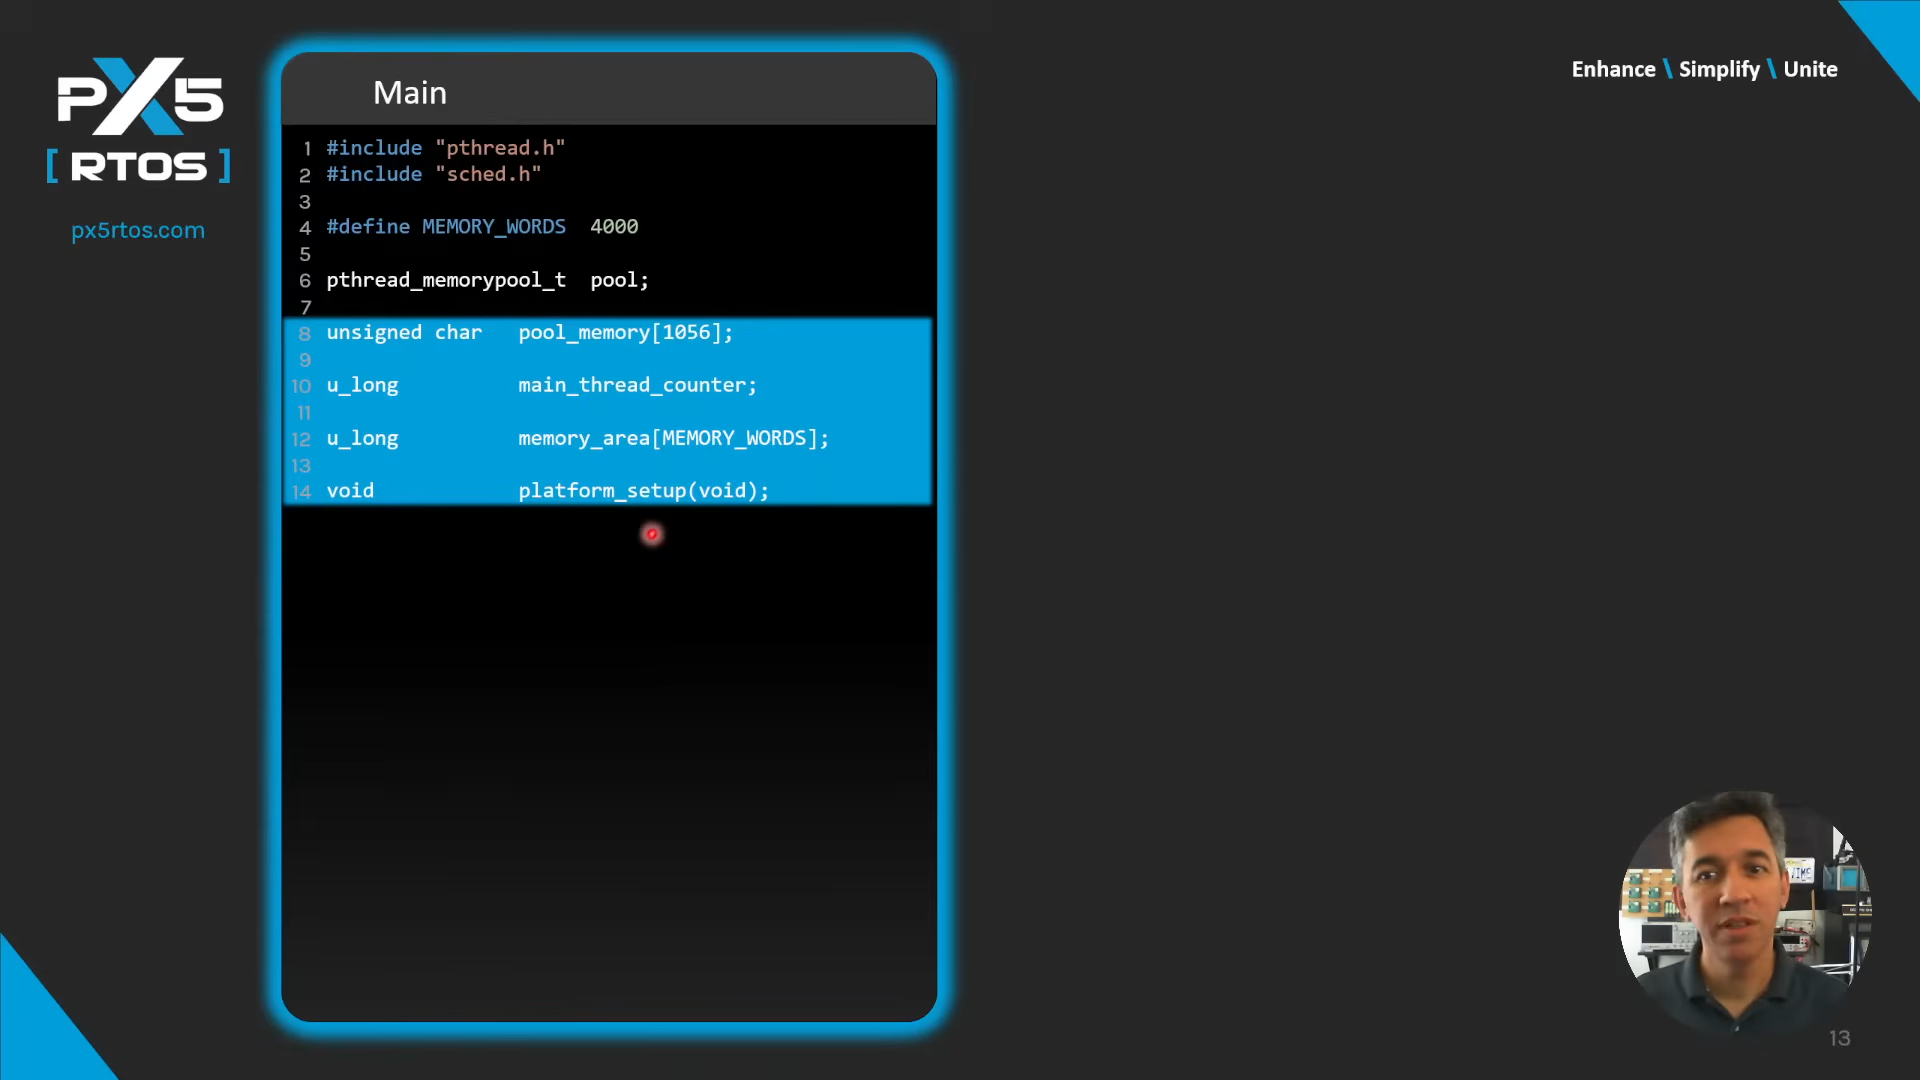 PX5
[ RTOS ]
px5rtos.com
Enhance \ Simplify \ Unite
Main
1 #include "pthread.h"
2 #include "sched.h"
3
4 #define MEMORY_WORDS  4000
5
6 pthread_memorypool_t  pool;
7
8 unsigned char   pool_memory[1056];
9
10 u_long          main_thread_counter;
11
12 u_long          memory_area[MEMORY_WORDS];
13
14 void            platform_setup(void);
13